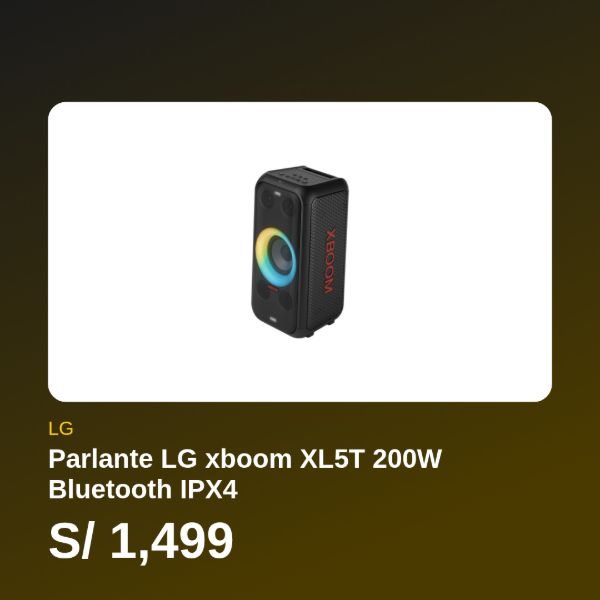 XBOOM
LG
Parlante LG xboom XL5T 200W
Bluetooth IPX4
S/ 1,499